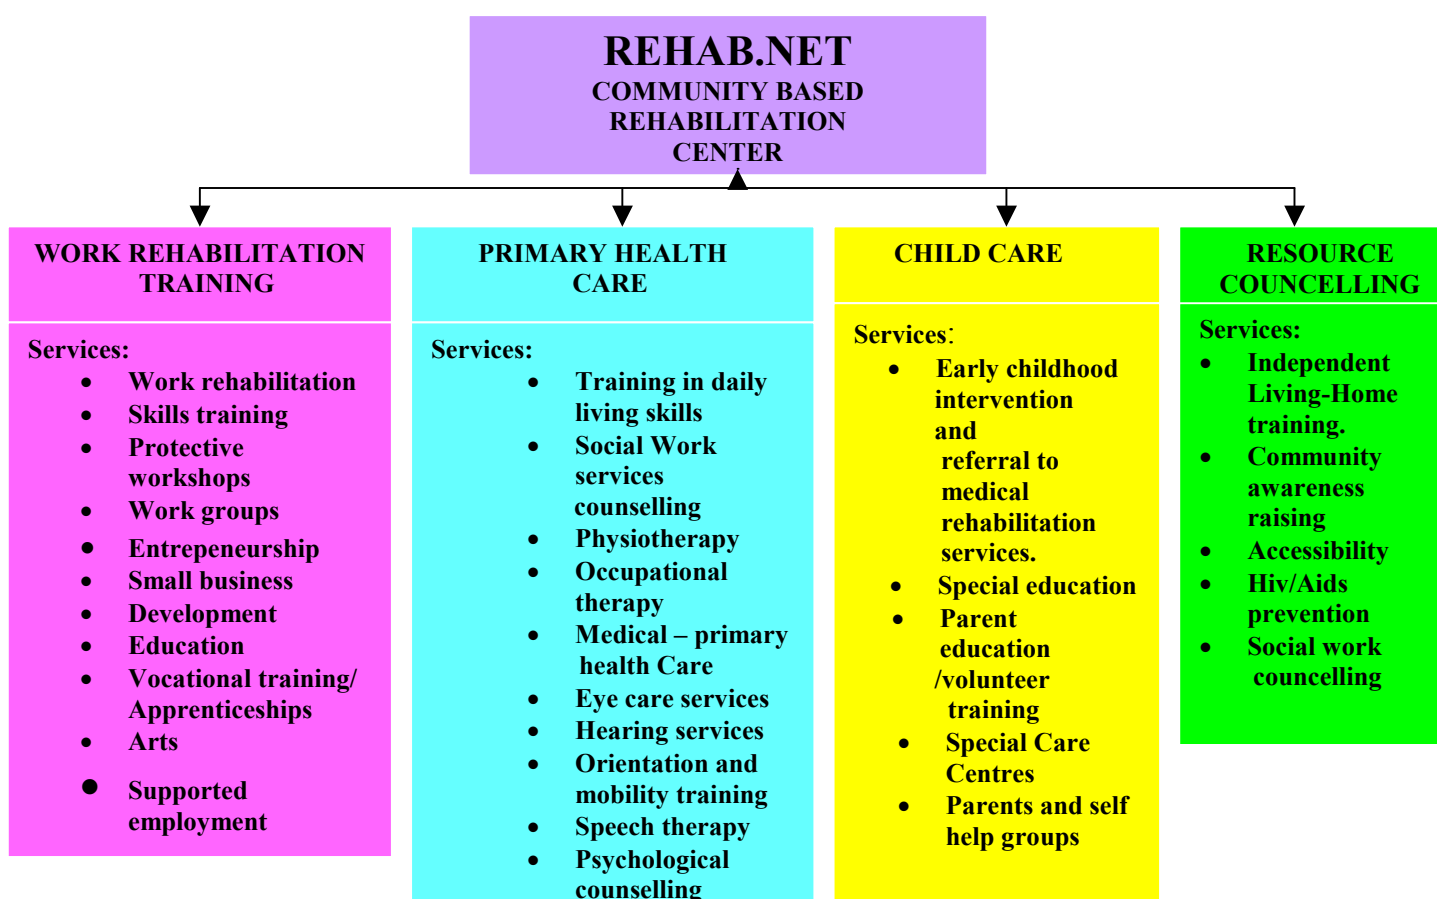 REHAB.NET
COMMUNITY BASED
REHABILITATION
CENTER
WORK REHABILITATION
TRAINING
Services:
• Work rehabilitation
• Skills training
• Protective
workshops
• Work groups
• Entrepeneurship
• Small business
• Development
• Education
• Vocational training/
Apprenticeships
• Arts
• Supported
employment
PRIMARY HEALTH
CARE
Services:
• Training in daily
living skills
• Social Work
services
counselling
• Physiotherapy
• Occupational
therapy
• Medical – primary
health Care
• Eye care services
• Hearing services
• Orientation and
mobility training
• Speech therapy
• Psychological
counselling
CHILD CARE
Services:
• Early childhood
intervention
and
referral to
medical
rehabilitation
services.
• Special education
• Parent
education
/volunteer
training
• Special Care
Centres
• Parents and self
help groups
RESOURCE
COUNCELLING
Services:
• Independent
Living-Home
training.
• Community
awareness
raising
• Accessibility
• Hiv/Aids
prevention
• Social work
councelling